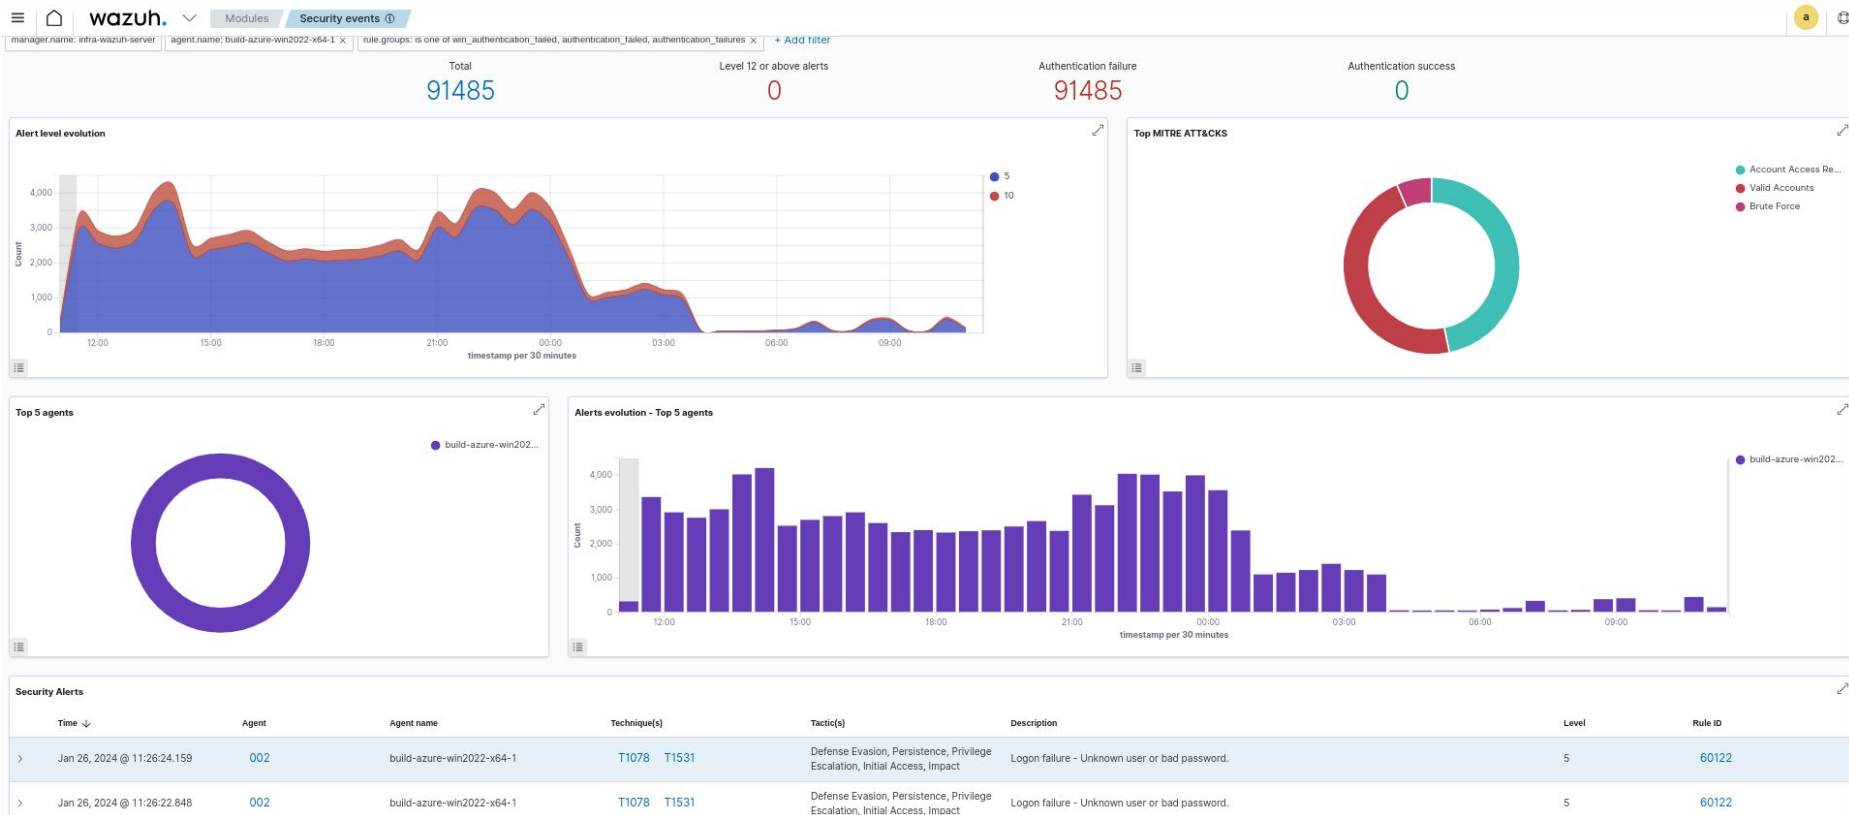 wazuh.
Modules
Security events
a
manager.name: infra-wazuh-server
agent.name: build-azure-win2022-x64-1 ×
rule.groups: is one of win_authentication_failed, authentication_failed, authentication_failures ×
+ Add filter
Total
91485
Level 12 or above alerts
0
Authentication failure
91485
Authentication success
0
Alert level evolution
4,000
3,000
2,000
1,000
0
Count
12:00 15:00 18:00 21:00 00:00 03:00 06:00 09:00
timestamp per 30 minutes
5
10
Top MITRE ATT&CKS
Account Access Re...
Valid Accounts
Brute Force
Top 5 agents
build-azure-win202...
Alerts evolution - Top 5 agents
4,000
3,000
2,000
1,000
0
Count
12:00 15:00 18:00 21:00 00:00 03:00 06:00 09:00
timestamp per 30 minutes
build-azure-win202...
Security Alerts
Time Agent Agent name Technique(s) Tactic(s) Description Level Rule ID
Jan 26, 2024 @ 11:26:24.159 002 build-azure-win2022-x64-1 T1078 T1531 Defense Evasion, Persistence, Privilege
Escalation, Initial Access, Impact
Logon failure - Unknown user or bad password. 5 60122
Jan 26, 2024 @ 11:26:22.848 002 build-azure-win2022-x64-1 T1078 T1531 Defense Evasion, Persistence, Privilege
Escalation, Initial Access, Impact
Logon failure - Unknown user or bad password. 5 60122